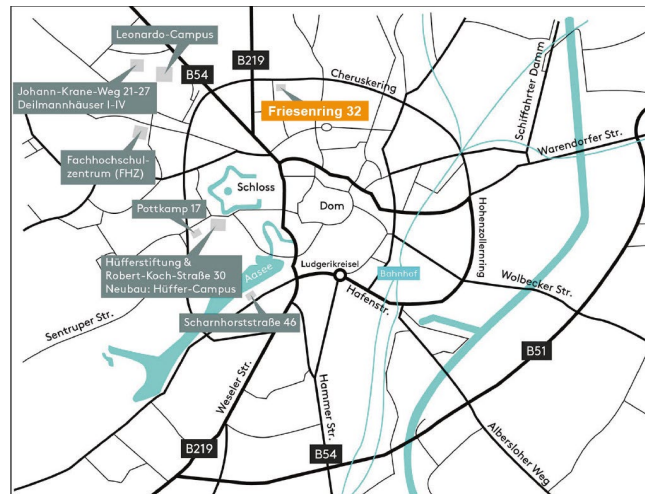 Leonardo-Campus
B219
B54
Johann-Krane-Weg 21-27
Deilmannhäuser I-IV
Cheruskering
Friesenring 32
Schiffahrter Damm
Warendorfer Str.
Fachhochschul-
zentrum (FHZ)
Schloss
Dom
Pottkamp 17
Hohenzollernring
Hüfferstiftung &
Robert-Koch-Straße 30
Neubau: Hüffer-Campus
Aasee
Ludgerikreisel
Bahnhof
Wolbecker Str.
Hafenstr.
Sentruper Str.
Scharnhorststraße 46
B51
Weseler Str.
Hammer Str.
Albersloher Weg
B219
B54